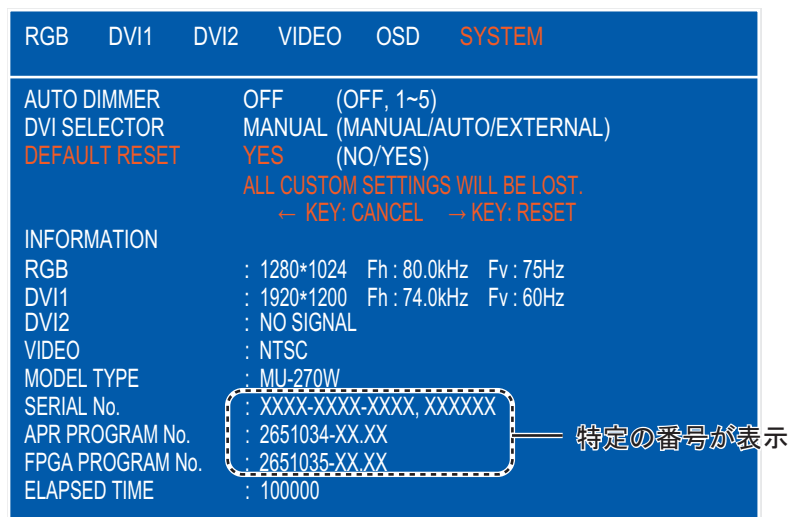 RGB DVI1 DVI2 VIDEO OSD SYSTEM
AUTO DIMMER OFF (OFF, 1~5)
DVI SELECTOR MANUAL (MANUAL/AUTO/EXTERNAL)
DEFAULT RESET YES (NO/YES)
ALL CUSTOM SETTINGS WILL BE LOST.
← KEY: CANCEL → KEY: RESET
INFORMATION
RGB : 1280*1024 Fh : 80.0kHz Fv : 75Hz
DVI1 : 1920*1200 Fh : 74.0kHz Fv : 60Hz
DVI2 : NO SIGNAL
VIDEO : NTSC
MODEL TYPE : MU-270W
SERIAL No. : XXXX-XXXX-XXXX, XXXXXX
APR PROGRAM No. : 2651034-XX.XX
特定の番号が表示
FPGA PROGRAM No. : 2651035-XX.XX
ELAPSED TIME : 100000